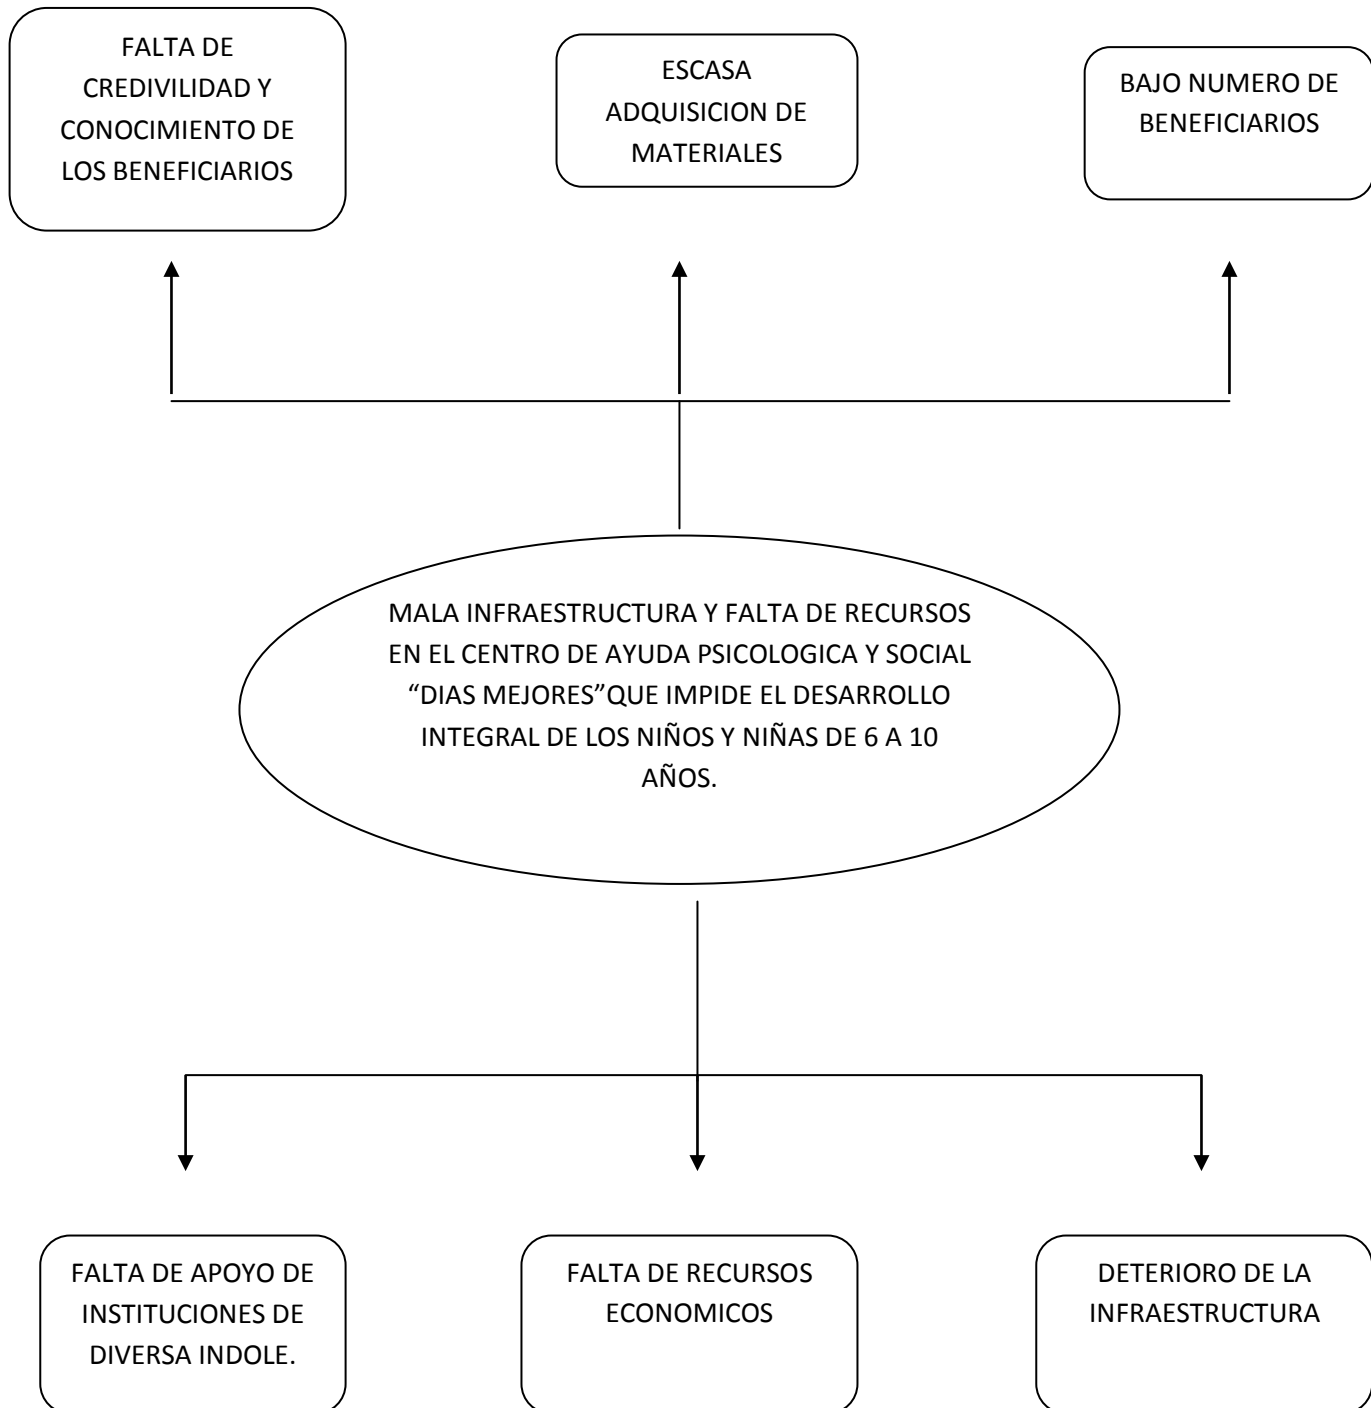 FALTA DE
CREDIVILIDAD Y
CONOCIMIENTO DE
LOS BENEFICIARIOS
ESCASA
ADQUISICION DE
MATERIALES
BAJO NUMERO DE
BENEFICIARIOS
MALA INFRAESTRUCTURA Y FALTA DE RECURSOS
EN EL CENTRO DE AYUDA PSICOLOGICA Y SOCIAL
“DIAS MEJORES”QUE IMPIDE EL DESARROLLO
INTEGRAL DE LOS NIÑOS Y NIÑAS DE 6 A 10
AÑOS.
FALTA DE APOYO DE
INSTITUCIONES DE
DIVERSA INDOLE.
FALTA DE RECURSOS
ECONOMICOS
DETERIORO DE LA
INFRAESTRUCTURA